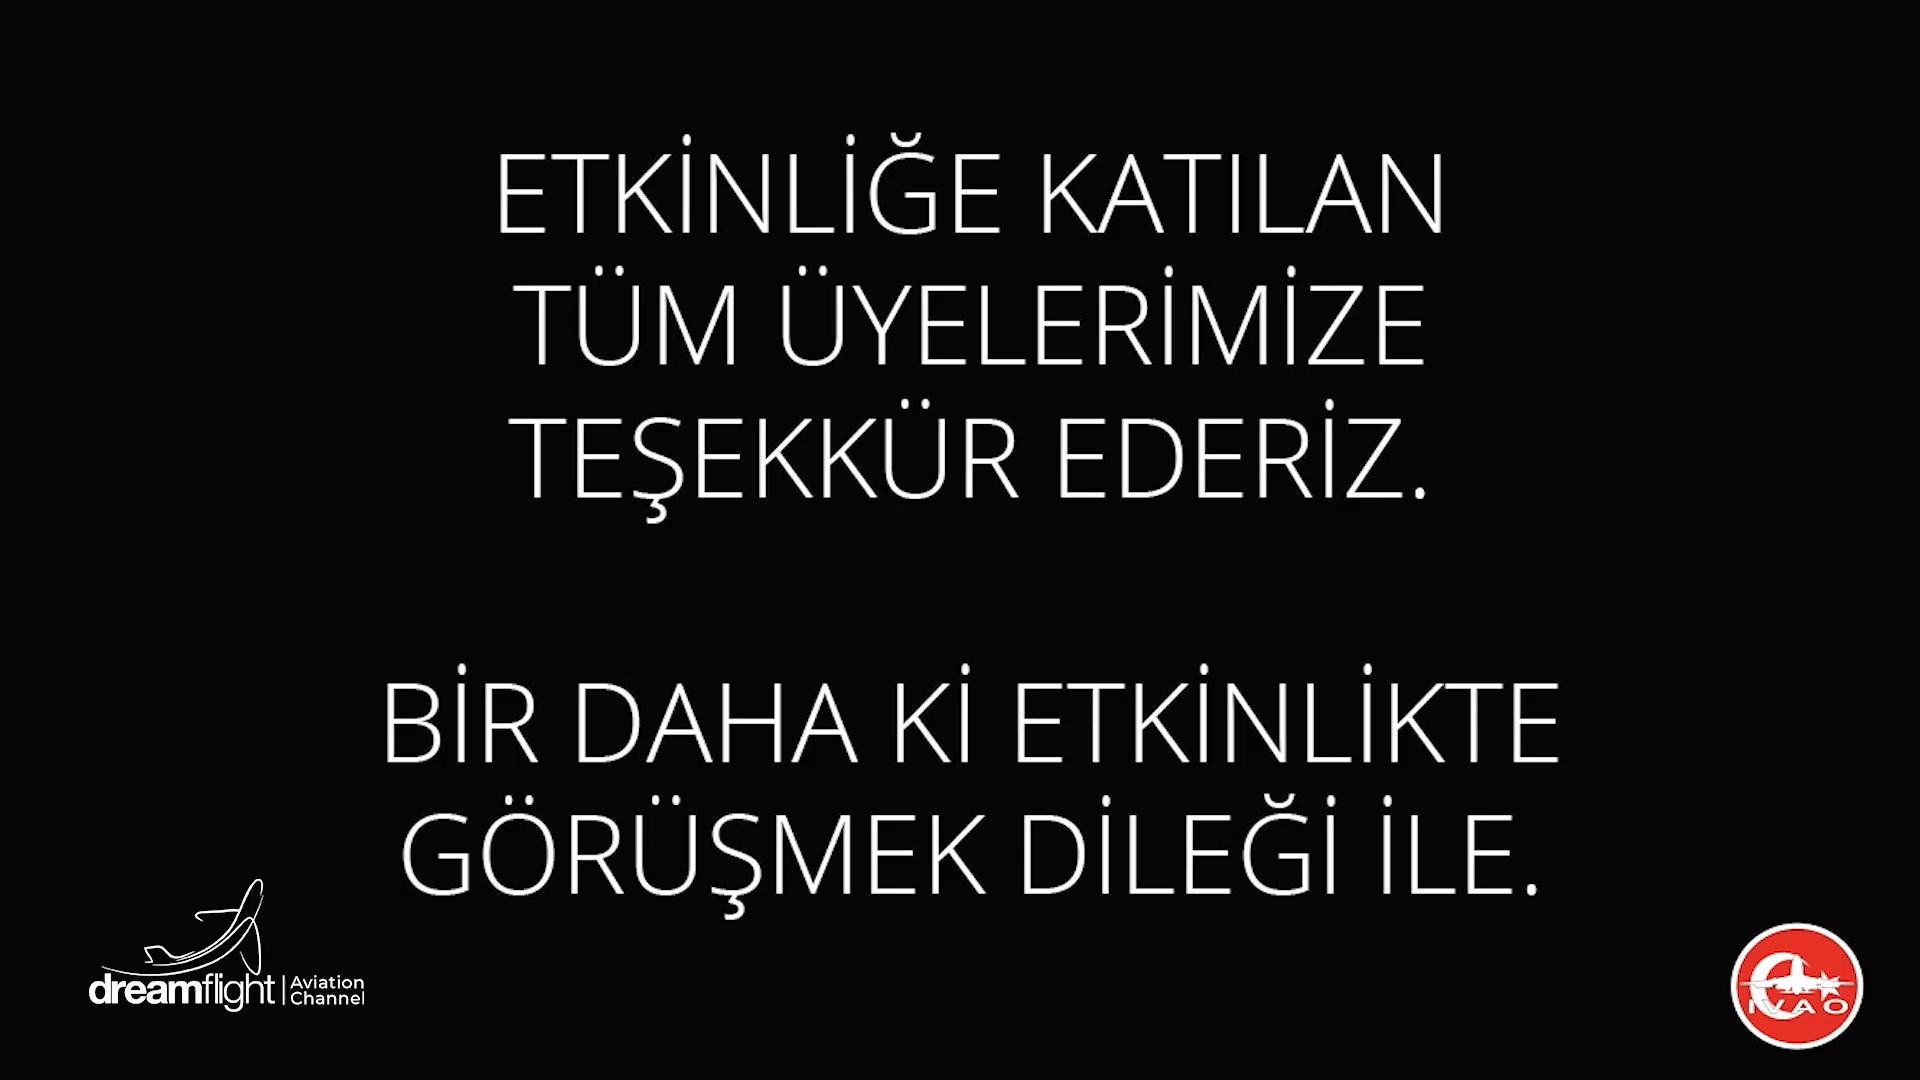 ETKİNLİĞE KATILAN
TÜM ÜYELERİMİZE
TEŞEKKÜR EDERİZ.
BİR DAHA Kİ ETKİNLİKTE
GÖRÜŞMEK DİLEĞİ İLE.
dreamflight | Aviation
Channel
IVAO